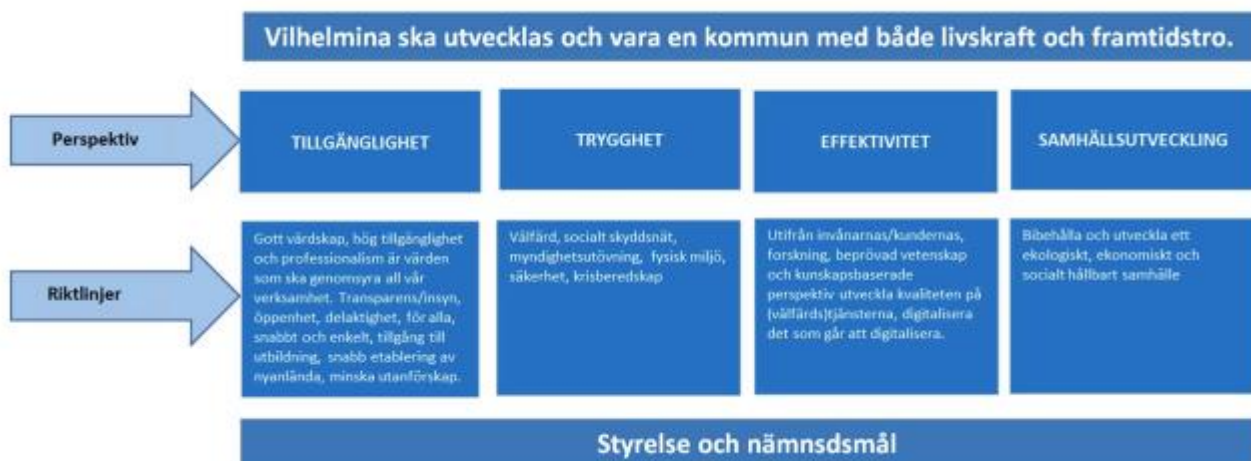 Vilhelmina ska utvecklas och vara en kommun med både livskraft och framtidstro.
Perspektiv
TILLGÄNGLIGHET
TRYGGHET
EFFEKTIVITET
SAMHÄLLSUTVECKLING
Riktlinjer
Gott värdskap, hög tillgänglighet
och professionalism är värden
som ska genomsyra all vår
verksamhet. Transparens/insyn,
öppenhet, delaktighet, för alla,
snabbt och enkelt, tillgång till
utbildning, snabb etablering av
nyanlända, minska utanförskap.
Välfärd, socialt skyddsnät,
myndighetsutövning, fysisk miljö,
säkerhet, krisberedskap
Utifrån invånarnas/kundernas,
forskning, beprövad vetenskap
och kunskapsbaserade
perspektiv utveckla kvaliteten på
(välfärds)tjänsterna, digitalisera
det som går att digitalisera.
Bibehålla och utveckla ett
ekologiskt, ekonomiskt och
socialt hållbart samhälle
Styrelse och nämnsdsmål